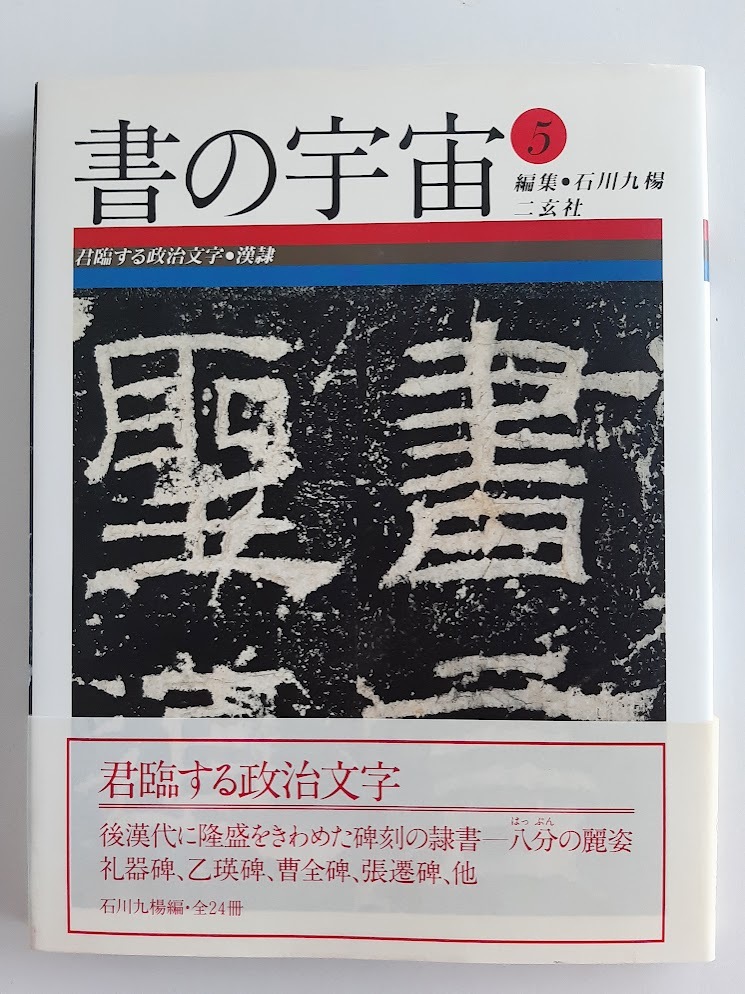 書の宇宙 5
編集●石川九楊
二玄社
君臨する政治文字●漢隷
君臨する政治文字
はっ ぷん
後漢代に隆盛をきわめた碑刻の隷書—八分の麗姿
礼器碑、乙瑛碑、曹全碑、張遷碑、他
石川九楊編・全24冊